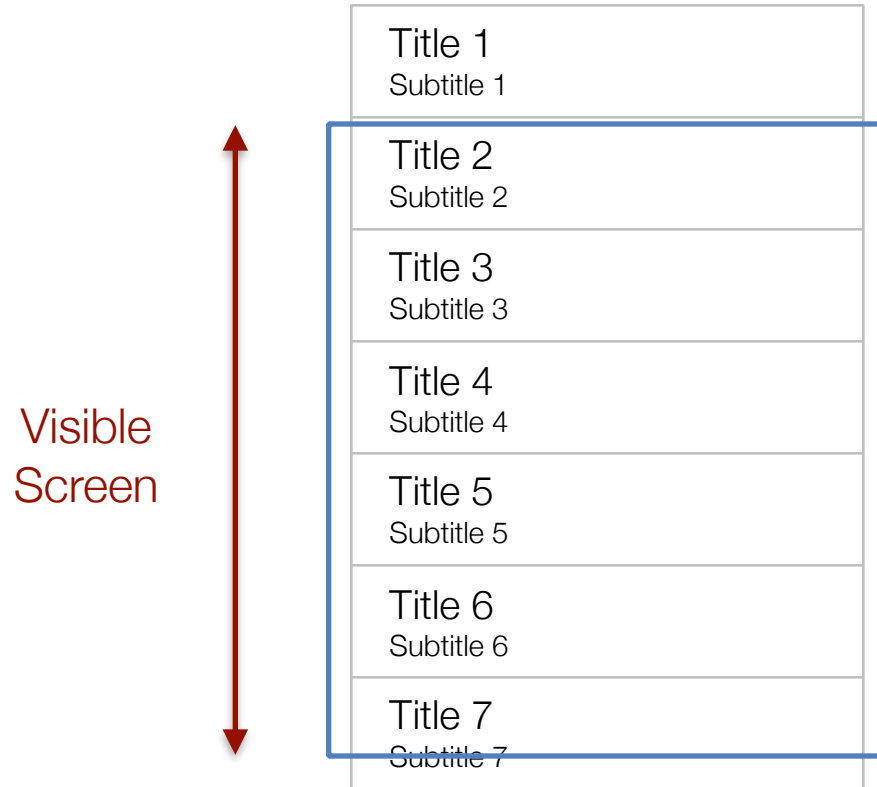 Title 1
Subtitle 1
Title 2
Subtitle 2
Title 3
Subtitle 3
Title 4
Subtitle 4
Visible
Screen
Title 5
Subtitle 5
Title 6
Subtitle 6
Title 7
Subtitle 7